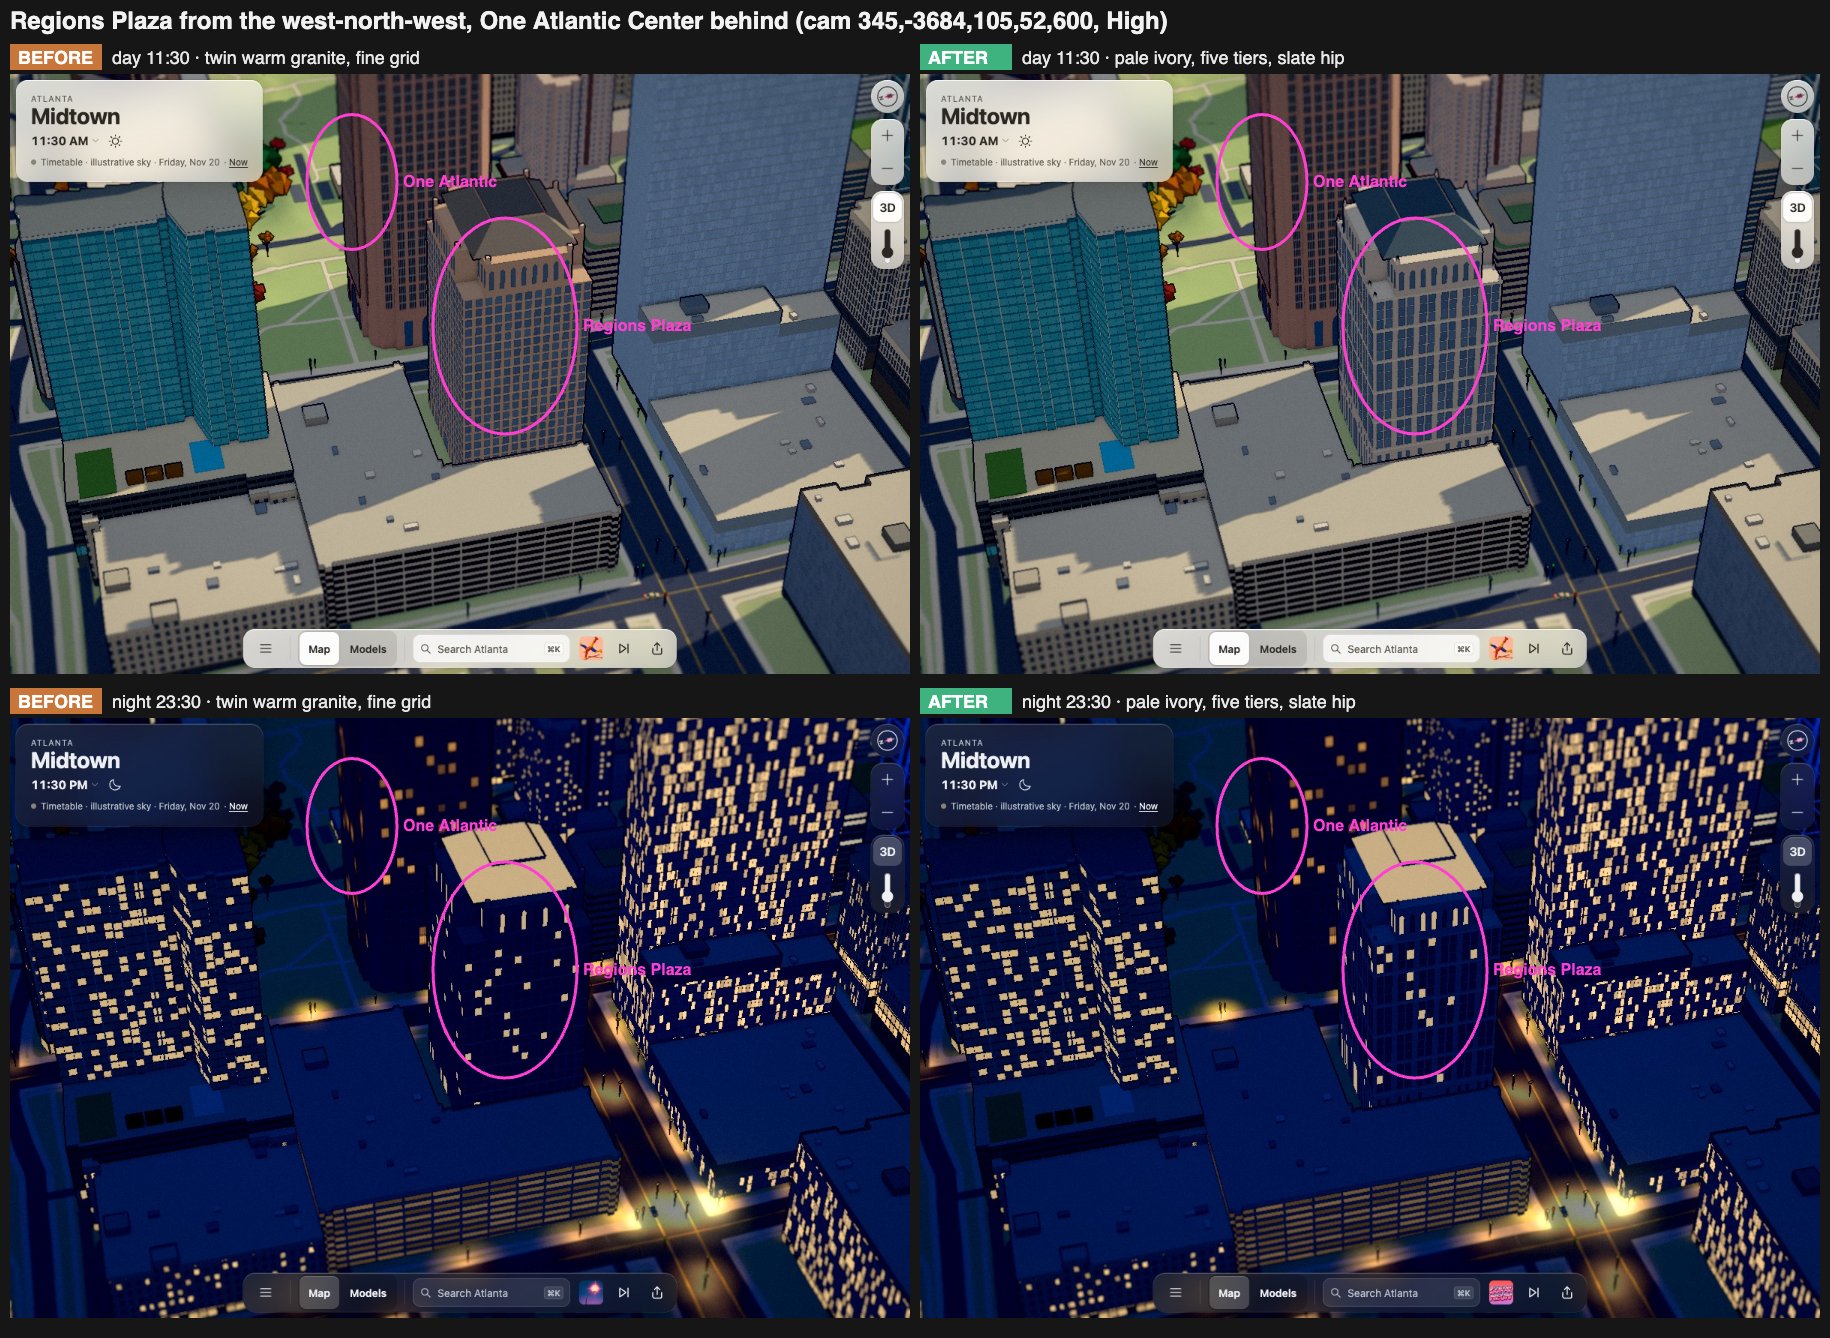 Regions Plaza from the west-north-west, One Atlantic Center behind (cam 345,-3684,105,52,600, High)
BEFORE day 11:30 · twin warm granite, fine grid
AFTER day 11:30 · pale ivory, five tiers, slate hip
ATLANTA
Midtown
11:30 AM
Timetable · illustrative sky · Friday, Nov 20 · Now
3D
One Atlantic
Regions Plaza
Map Models Search Atlanta ⌘K
ATLANTA
Midtown
11:30 AM
Timetable · illustrative sky · Friday, Nov 20 · Now
3D
One Atlantic
Regions Plaza
Map Models Search Atlanta ⌘K
BEFORE night 23:30 · twin warm granite, fine grid
AFTER night 23:30 · pale ivory, five tiers, slate hip
ATLANTA
Midtown
11:30 PM
Timetable · illustrative sky · Friday, Nov 20 · Now
3D
One Atlantic
Regions Plaza
Map Models Search Atlanta ⌘K
ATLANTA
Midtown
11:30 PM
Timetable · illustrative sky · Friday, Nov 20 · Now
3D
One Atlantic
Regions Plaza
Map Models Search Atlanta ⌘K